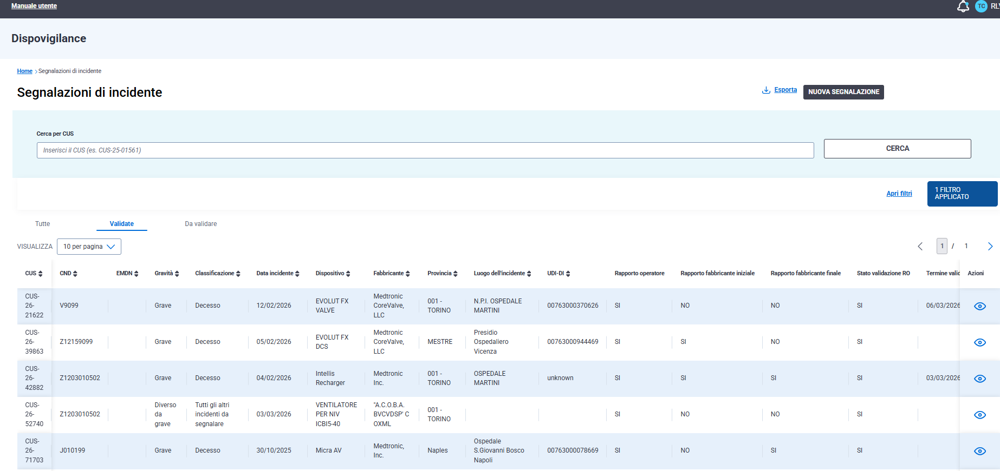 Manuale utente
TC
Dispovigilance
Home
Segnalazioni di incidente
Segnalazioni di incidente
Esporta
NUOVA SEGNALAZIONE
Cerca per CUS
Inserisci il CUS (es. CUS-25-01561)
CERCA
Apri filtri
1 FILTRO
APPLICATO
Tutte
Validate
Da validare
VISUALIZZA
10 per pagina
1 / 1
CUS CND EMDN Gravità Classificazione Data incidente Dispositivo Fabbricante Provincia Luogo dell'incidente UDI-DI Rapporto operatore Rapporto fabbricante iniziale Rapporto fabbricante finale Stato validazione RO Termine Azioni
CUS-
26-
21622
V9099
Grave
Decesso
12/02/2026
EVOLUT FX
VALVE
Medtronic
CoreValve,
LLC
001 -
TORINO
N.P.I. OSPEDALE
MARTINI
00763000370626
SI
NO
NO
SI
06/03/2026
CUS-
26-
39863
Z12159099
Grave
Decesso
05/02/2026
EVOLUT FX
DCS
Medtronic
CoreValve,
LLC
MESTRE
Presidio
Ospedaliero
Vicenza
00763000944469
SI
SI
NO
SI
CUS-
26-
42882
Z1203010502
Grave
Decesso
04/02/2026
Intellis
Recharger
Medtronic
Inc.
001 -
TORINO
OSPEDALE
MARTINI
unknown
SI
SI
SI
SI
03/03/2026
CUS-
26-
52740
Z1203010502
Diverso
da
grave
Tutti gli altri
incidenti da
segnalare
03/03/2026
VENTILATORE
PER NIV
ICBI5-40
"A.C.O.B.A.
BVCVDSP' C
OXML
001 -
TORINO
SI
NO
NO
SI
CUS-
26-
71703
J010199
Grave
Decesso
30/10/2025
Micra AV
Medtronic,
Inc.
Naples
Ospedale
S.Giovanni Bosco
Napoli
00763000078669
SI
NO
SI
SI